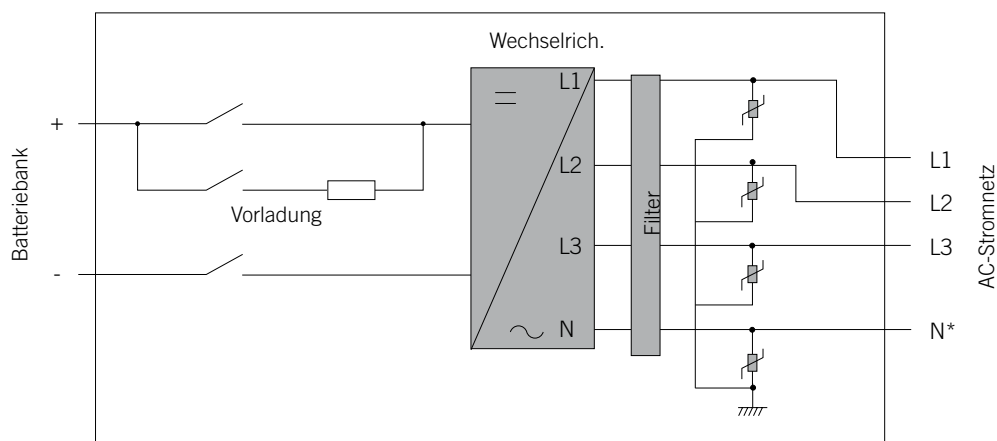 Wechselrich.
L1
L2
L3
N
Filter
+
-
Vorladung
Batteriebank
L1
L2
L3
N*
AC-Stromnetz